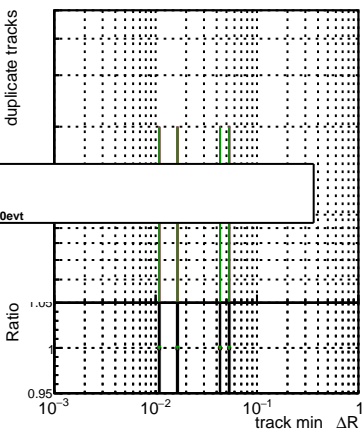 duplicate tracks
0evt
Ratio
1.05
1
0.95
10⁻³ 10⁻² 10⁻¹ 1
track min ΔR